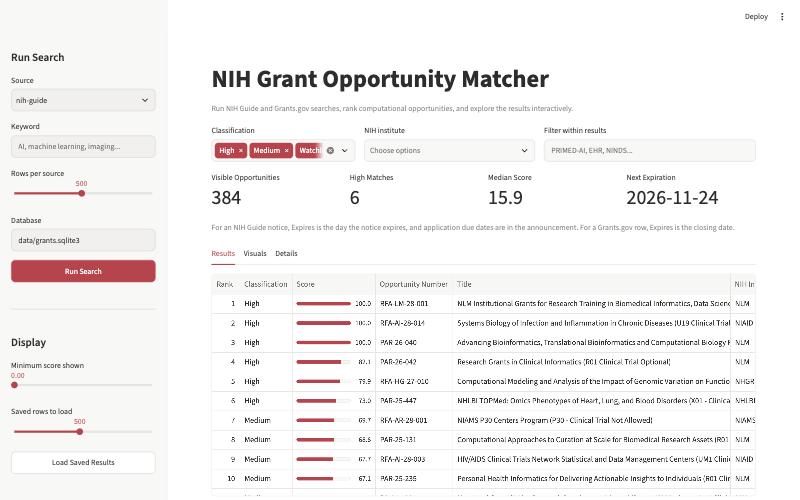 Deploy
Run Search
Source
nih-guide
Keyword
AI, machine learning, imaging...
Rows per source
500
Database
data/grants.sqlite3
Run Search
Display
Minimum score shown
0.00
Saved rows to load
500
Load Saved Results
NIH Grant Opportunity Matcher
Run NIH Guide and Grants.gov searches, rank computational opportunities, and explore the results interactively.
Classification NIH institute Filter within results
High × Medium × Watch Choose options PRIMED-AI, EHR, NINDS...
Visible Opportunities High Matches Median Score Next Expiration
384 6 15.9 2026-11-24
For an NIH Guide notice, Expires is the day the notice expires, and application due dates are in the announcement. For a Grants.gov row, Expires is the closing date.
Results Visuals Details
Rank Classification Score Opportunity Number Title NIH In
1 High 100.0 RFA-LM-28-001 NLM Institutional Grants for Research Training in Biomedical Informatics, Data Scienc NLM
2 High 100.0 RFA-AI-28-014 Systems Biology of Infection and Inflammation in Chronic Diseases (U19 Clinical Trial NIAID
3 High 100.0 PAR-26-040 Advancing Bioinformatics, Translational Bioinformatics and Computational Biology R NLM
4 High 82.1 PAR-26-042 Research Grants in Clinical Informatics (R01 Clinical Trial Optional) NLM
5 High 79.9 RFA-HG-27-010 Computational Modeling and Analysis of the Impact of Genomic Variation on Functio NHGR
6 High 73.0 PAR-25-447 NHLBI TOPMed: Omics Phenotypes of Heart, Lung, and Blood Disorders (X01 - Clinica NHLBI
7 Medium 69.7 RFA-AR-28-001 NIAMS P30 Centers Program (P30 - Clinical Trial Not Allowed) NIAMS
8 Medium 68.6 PAR-25-131 Computational Approaches to Curation at Scale for Biomedical Research Assets (R01 NLM
9 Medium 67.7 RFA-AI-28-003 HIV/AIDS Clinical Trials Network Statistical and Data Management Centers (UM1 Clinic NIAID
10 Medium 67.1 PAR-25-235 Personal Health Informatics for Delivering Actionable Insights to Individuals (R01 Clin NLM